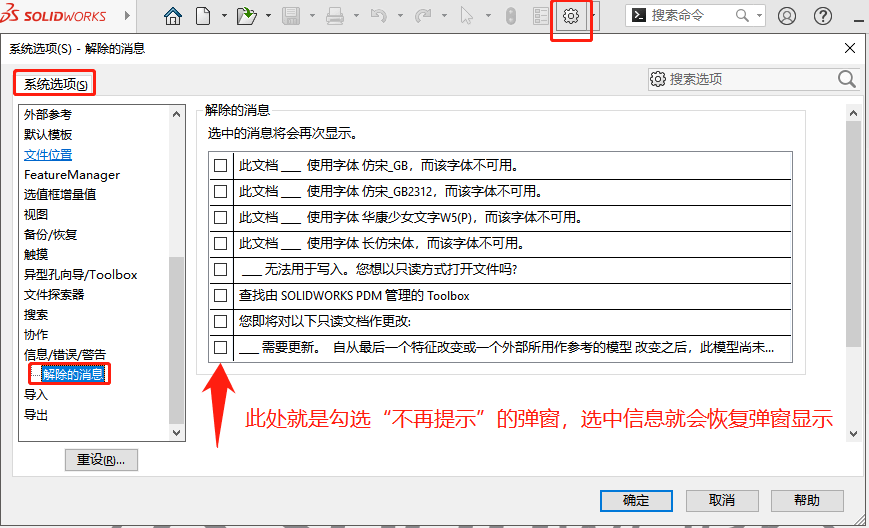 SOLIDWORKS
搜索命令
系统选项(S) - 解除的消息
系统选项(S)
搜索选项
外部参考
默认模板
文件位置
FeatureManager
选值框增量值
视图
备份/恢复
触摸
异型孔向导/Toolbox
文件探索器
搜索
协作
信息/错误/警告
解除的消息
导入
导出
重设(R)...
解除的消息
选中的消息将会再次显示。
此文档 ___ 使用字体 仿宋_GB，而该字体不可用。
此文档 ___ 使用字体 仿宋_GB2312，而该字体不可用。
此文档 ___ 使用字体 华康少女文字W5(P)，而该字体不可用。
此文档 ___ 使用字体 长仿宋体，而该字体不可用。
___ 无法用于写入。您想以只读方式打开文件吗?
查找由 SOLIDWORKS PDM 管理的 Toolbox
您即将对以下只读文档作更改:
___ 需要更新。 自从最后一个特征改变或一个外部所用作参考的模型 改变之后，此模型尚未...
此处就是勾选“不再提示”的弹窗，选中信息就会恢复弹窗显示
确定
取消
帮助